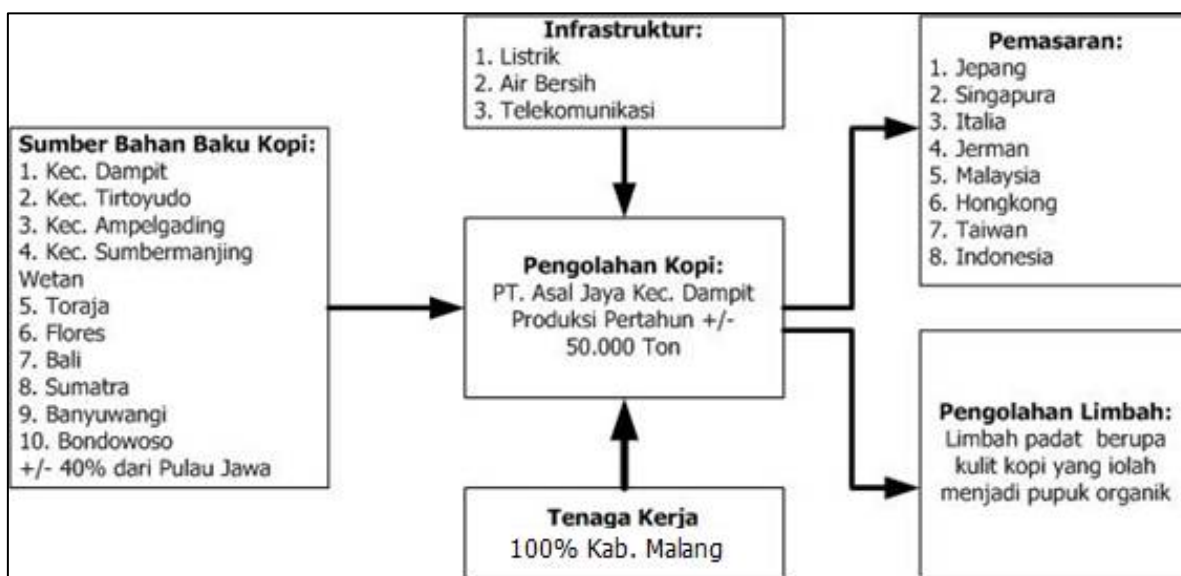 Infrastruktur:
1. Listrik
2. Air Bersih
3. Telekomunikasi
Pemasaran:
1. Jepang
2. Singapura
3. Italia
4. Jerman
5. Malaysia
6. Hongkong
7. Taiwan
8. Indonesia
Sumber Bahan Baku Kopi:
1. Kec. Dampit
2. Kec. Tirtoyudo
3. Kec. Ampelgading
4. Kec. Sumbermanjing
Wetan
5. Toraja
6. Flores
7. Bali
8. Sumatra
9. Banyuwangi
10. Bondowoso
+/- 40% dari Pulau Jawa
Pengolahan Kopi:
PT. Asal Jaya Kec. Dampit
Produksi Pertahun +/-
50.000 Ton
Pengolahan Limbah:
Limbah padat berupa
kulit kopi yang iolah
menjadi pupuk organik
Tenaga Kerja
100% Kab. Malang